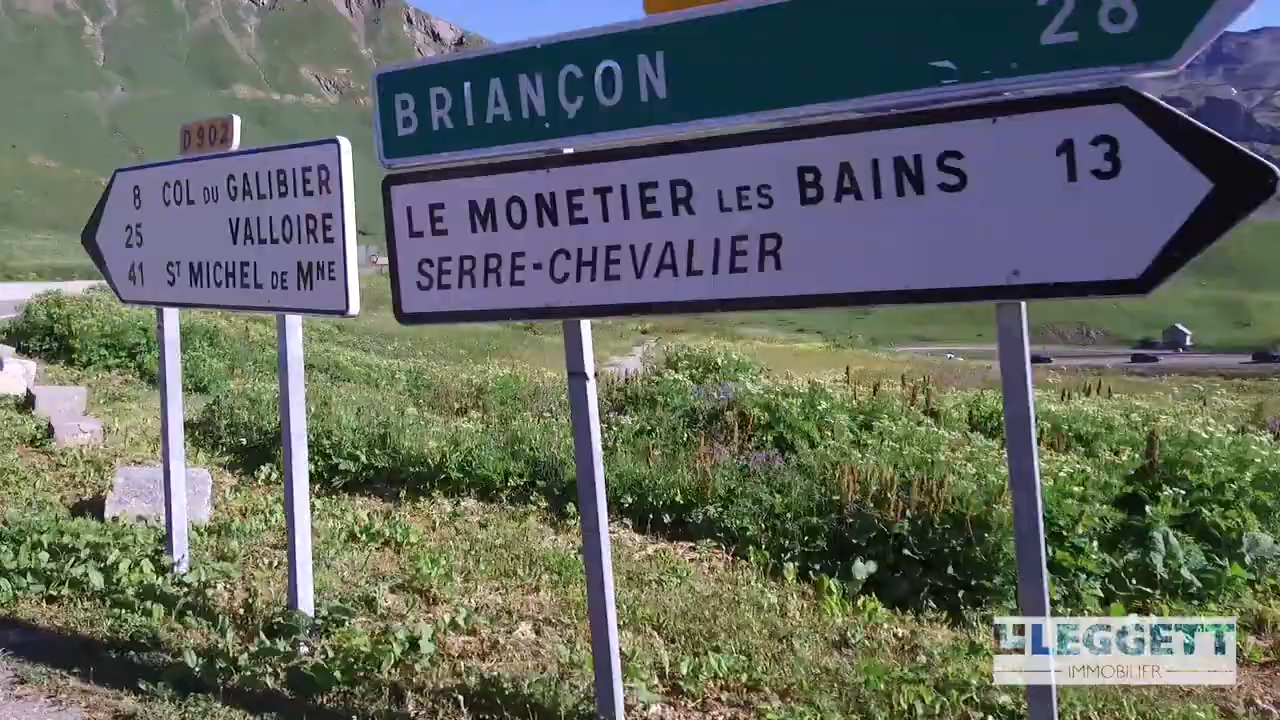 D902
8 COL DU GALIBIER
25 VALLOIRE
41 ST MICHEL DE MNE
BRIANÇON 28
LE MONETIER LES BAINS 13
SERRE-CHEVALIER
LEGGETT
IMMOBILIER